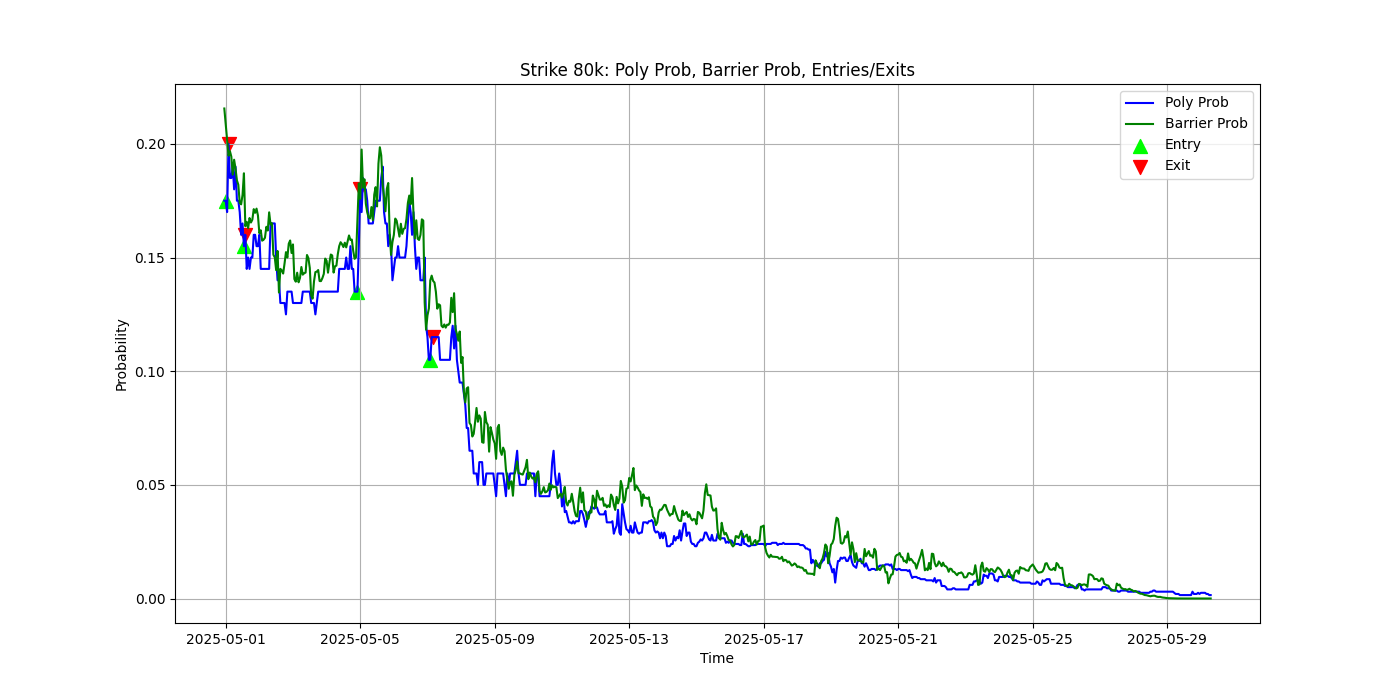 Strike 80k: Poly Prob, Barrier Prob, Entries/Exits
Poly Prob
Barrier Prob
Entry
Exit
0.20
0.15
0.10
0.05
0.00
Probability
2025-05-01 2025-05-05 2025-05-09 2025-05-13 2025-05-17 2025-05-21 2025-05-25 2025-05-29
Time